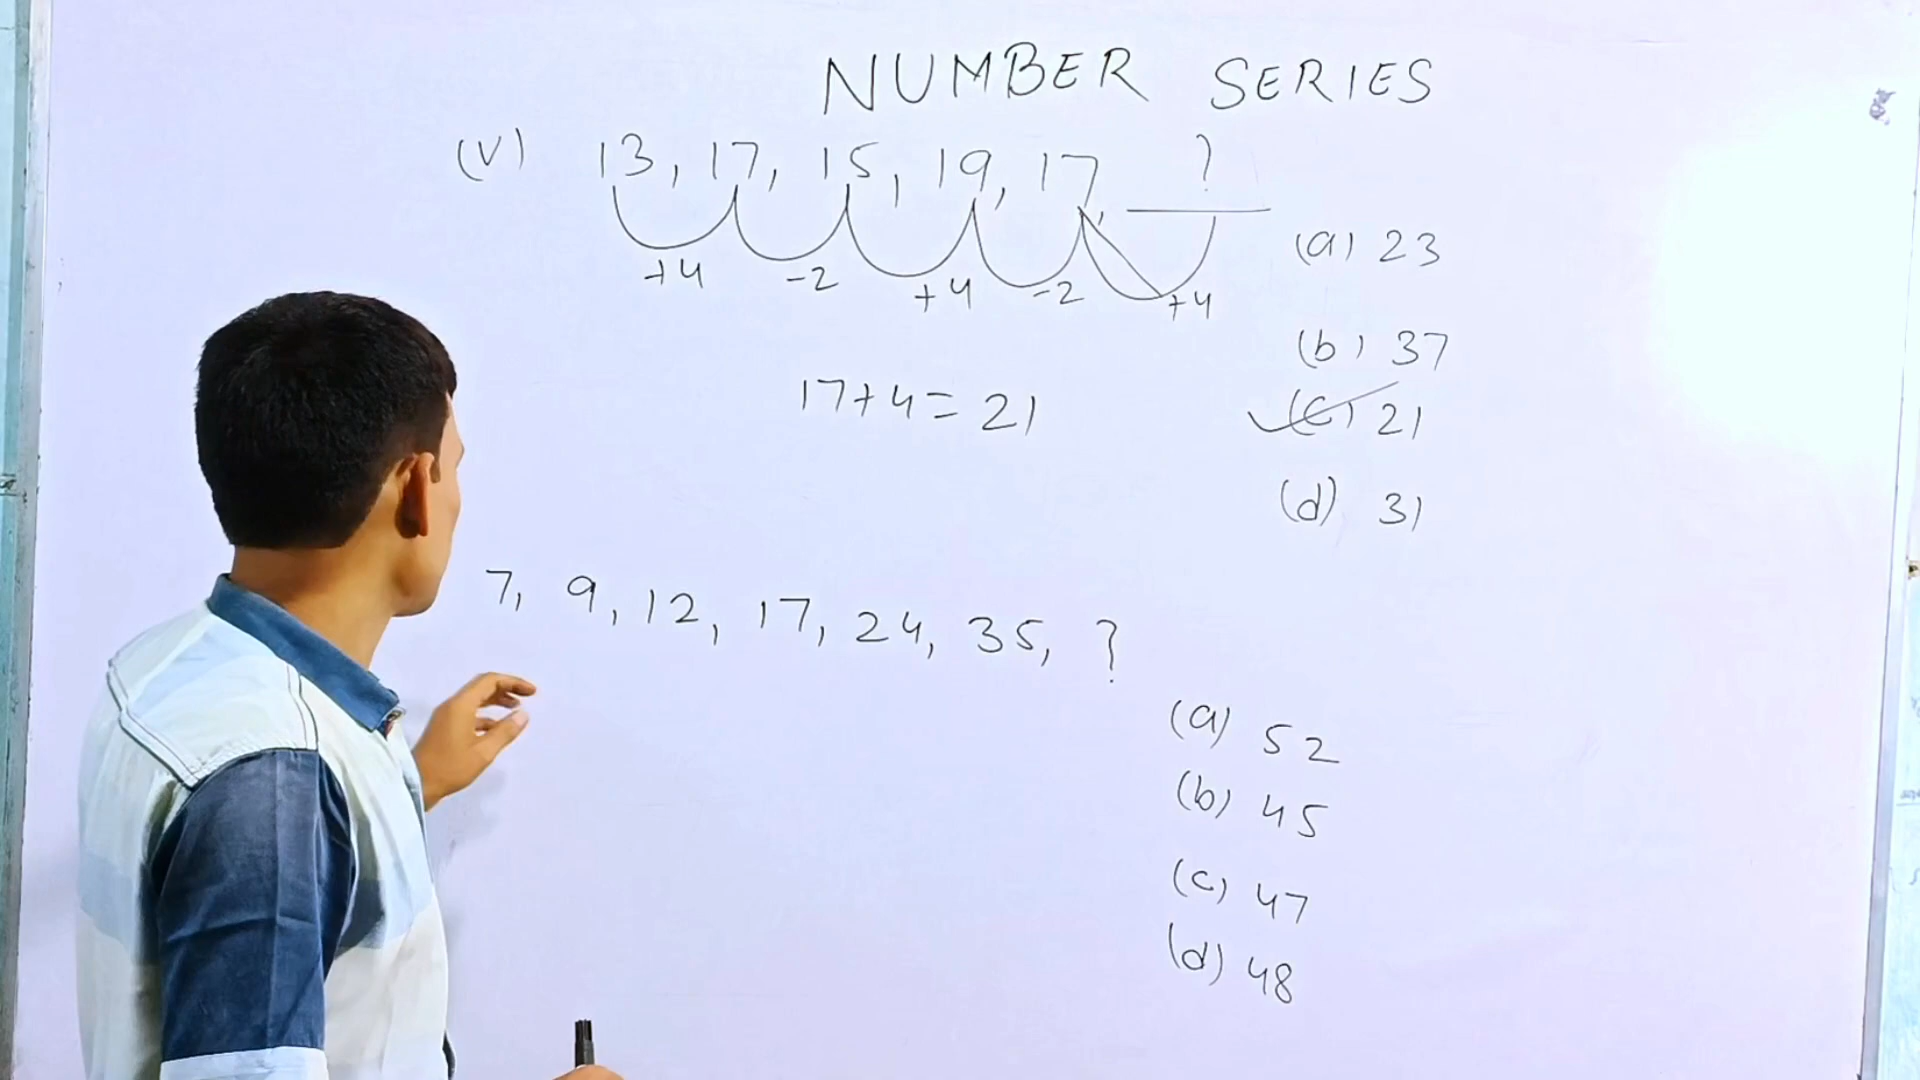 NUMBER SERIES
(V) 13, 17, 15, 19, 17, ?
+4 -2 +4 -2 +4
(a) 23
(b) 37
17+4=21
(c) 21
(d) 31
7, 9, 12, 17, 24, 35, ?
(a) 52
(b) 45
(c) 47
(d) 48